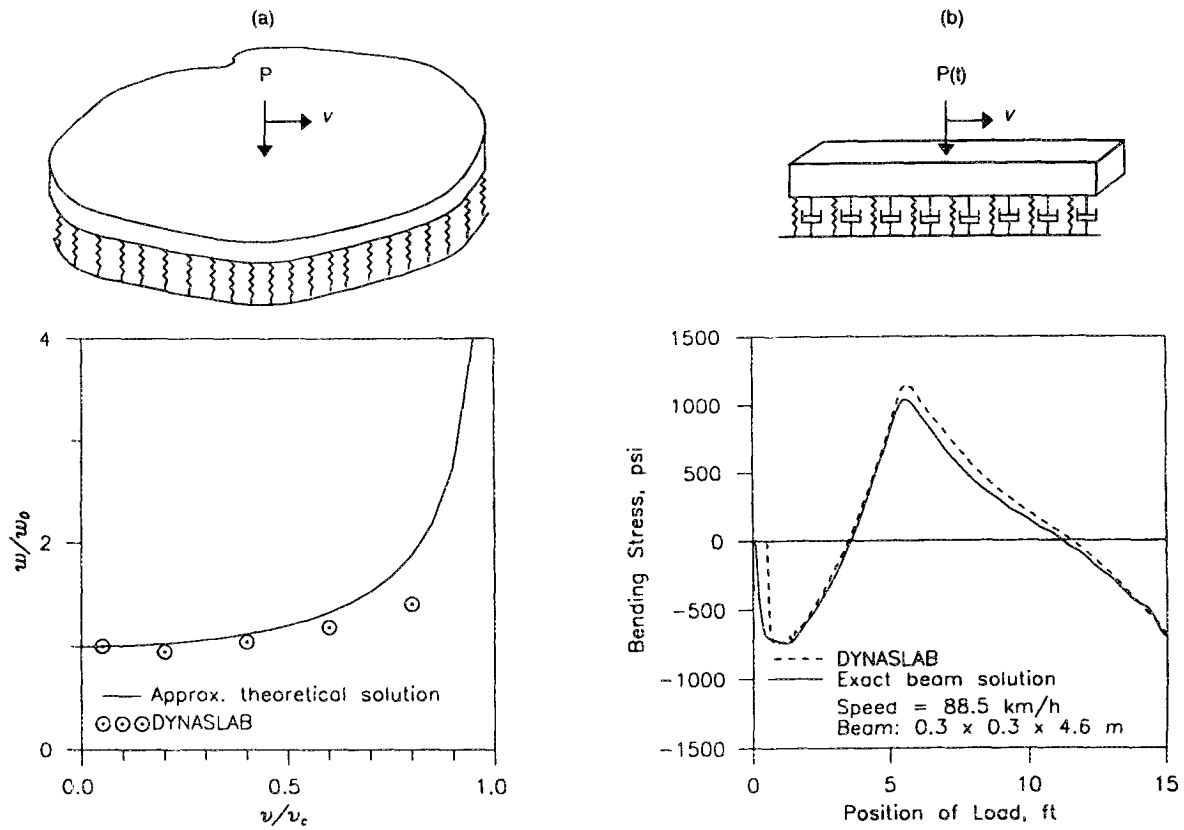 (a)
P
v
(b)
P(t)
v
4
2
0
w/w₀
0.0
0.5
1.0
v/v_c
Approx. theoretical solution
DYNASLAB
1500
1000
500
0
-500
-1000
-1500
Bending Stress, psi
DYNASLAB
Exact beam solution
Speed = 88.5 km/h
Beam: 0.3 x 0.3 x 4.6 m
0
5
10
15
Position of Load, ft